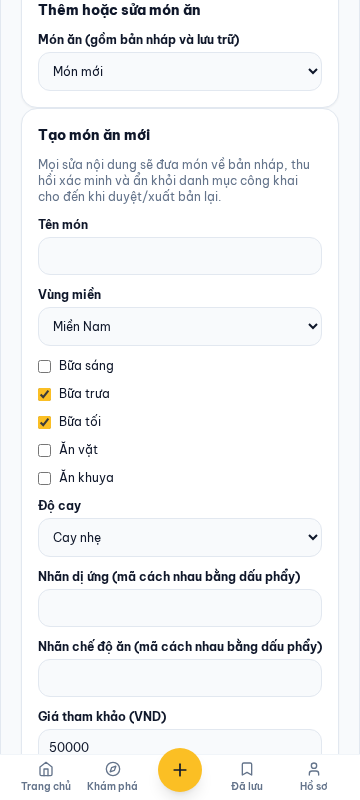 Thêm hoặc sửa món ăn
Món ăn (gồm bản nháp và lưu trữ)
Món mới
Tạo món ăn mới
Mọi sửa nội dung sẽ đưa món về bản nháp, thu
hồi xác minh và ẩn khỏi danh mục công khai
cho đến khi duyệt/xuất bản lại.
Tên món
Vùng miền
Miền Nam
Bữa sáng
Bữa trưa
Bữa tối
Ăn vặt
Ăn khuya
Độ cay
Cay nhẹ
Nhãn dị ứng (mã cách nhau bằng dấu phẩy)
Nhãn chế độ ăn (mã cách nhau bằng dấu phẩy)
Giá tham khảo (VND)
50000
Trang chủ
Khám phá
Đã lưu
Hồ sơ